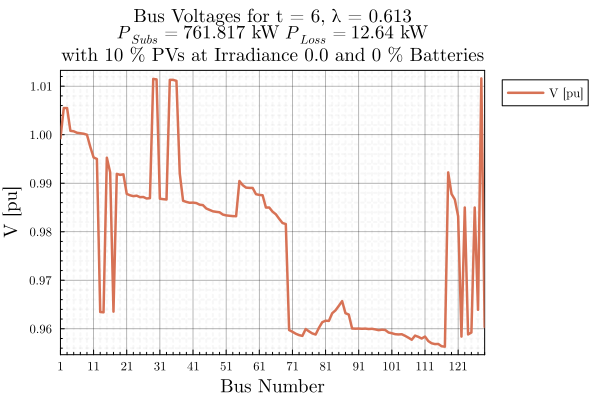 Bus Voltages for t = 6, λ = 0.613
P_Subs = 761.817 kW P_Loss = 12.64 kW
with 10 % PVs at Irradiance 0.0 and 0 % Batteries
V [pu]
1.01
1.00
0.99
0.98
0.97
0.96
V [pu]
1 11 21 31 41 51 61 71 81 91 101 111 121
Bus Number